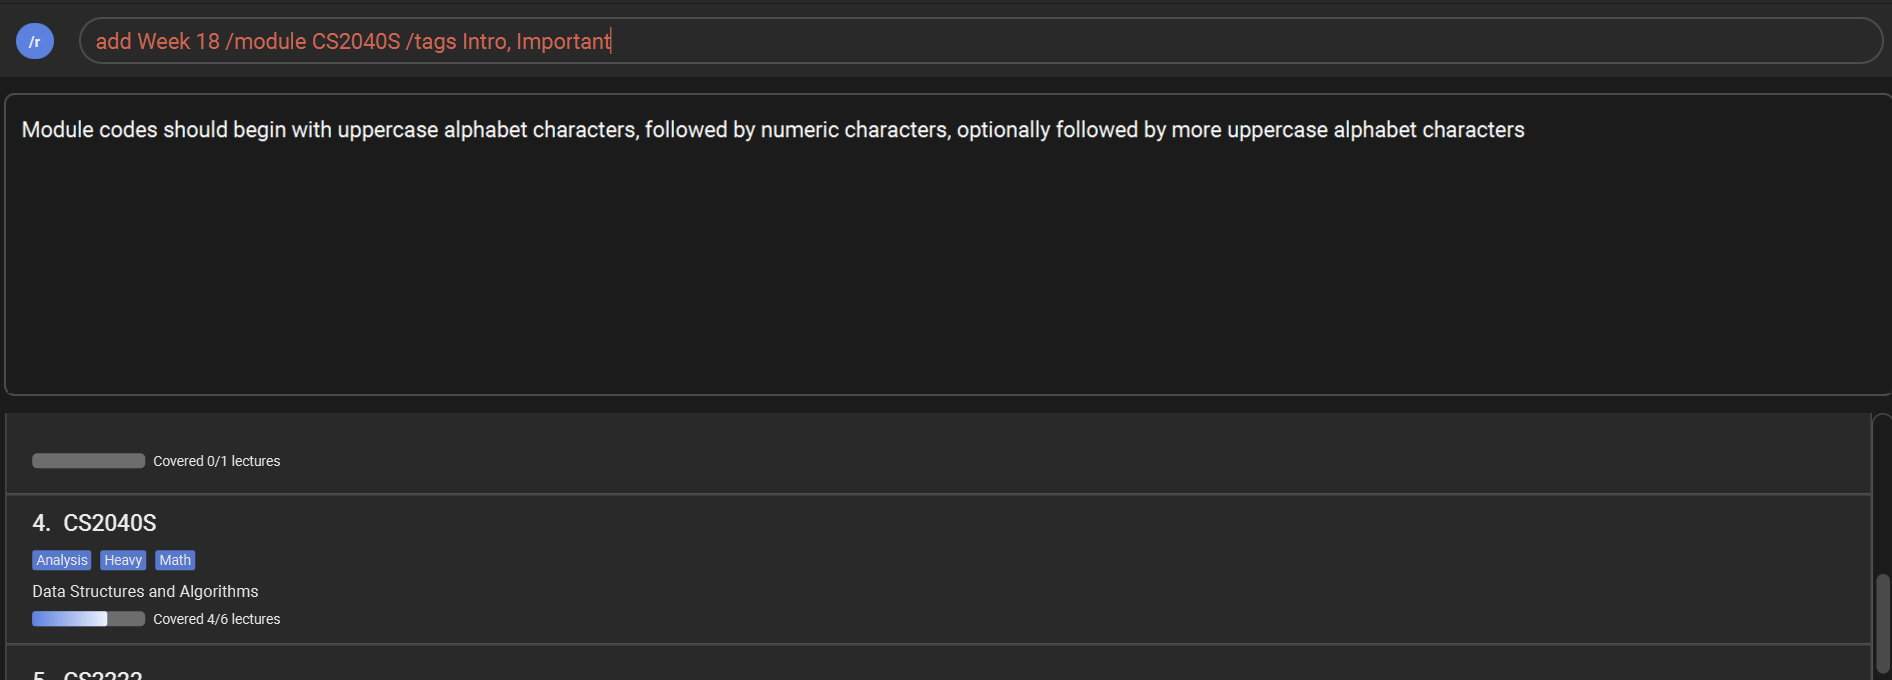 /r
add Week 18 /module CS2040S /tags Intro, Important
Module codes should begin with uppercase alphabet characters, followed by numeric characters, optionally followed by more uppercase alphabet characters
Covered 0/1 lectures
4. CS2040S
Analysis Heavy Math
Data Structures and Algorithms
Covered 4/6 lectures
5. CS2222